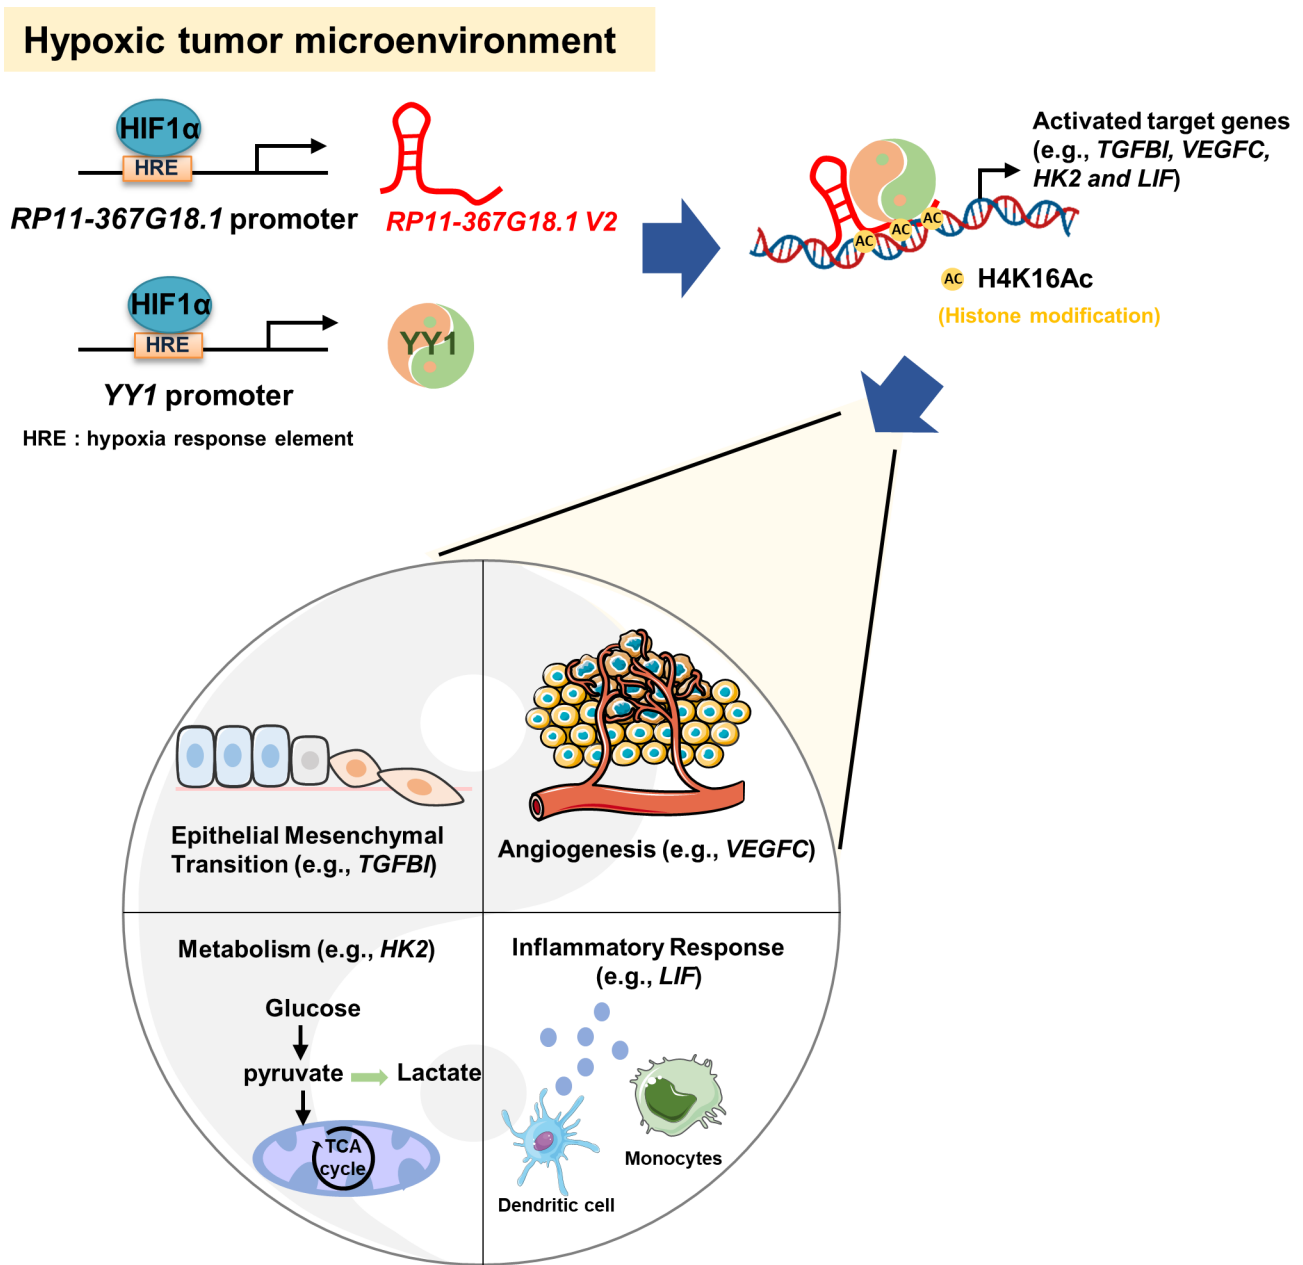 Hypoxic tumor microenvironment
HIF1α
HRE
RP11-367G18.1 promoter
RP11-367G18.1 V2
HIF1α
HRE
YY1
YY1 promoter
HRE : hypoxia response element
Activated target genes
(e.g., TGFBI, VEGFC,
HK2 and LIF)
AC
AC
AC
AC H4K16Ac
(Histone modification)
Epithelial Mesenchymal
Transition (e.g., TGFBI)
Angiogenesis (e.g., VEGFC)
Metabolism (e.g., HK2)
Glucose
pyruvate
Lactate
TCA
cycle
Inflammatory Response
(e.g., LIF)
Monocytes
Dendritic cell